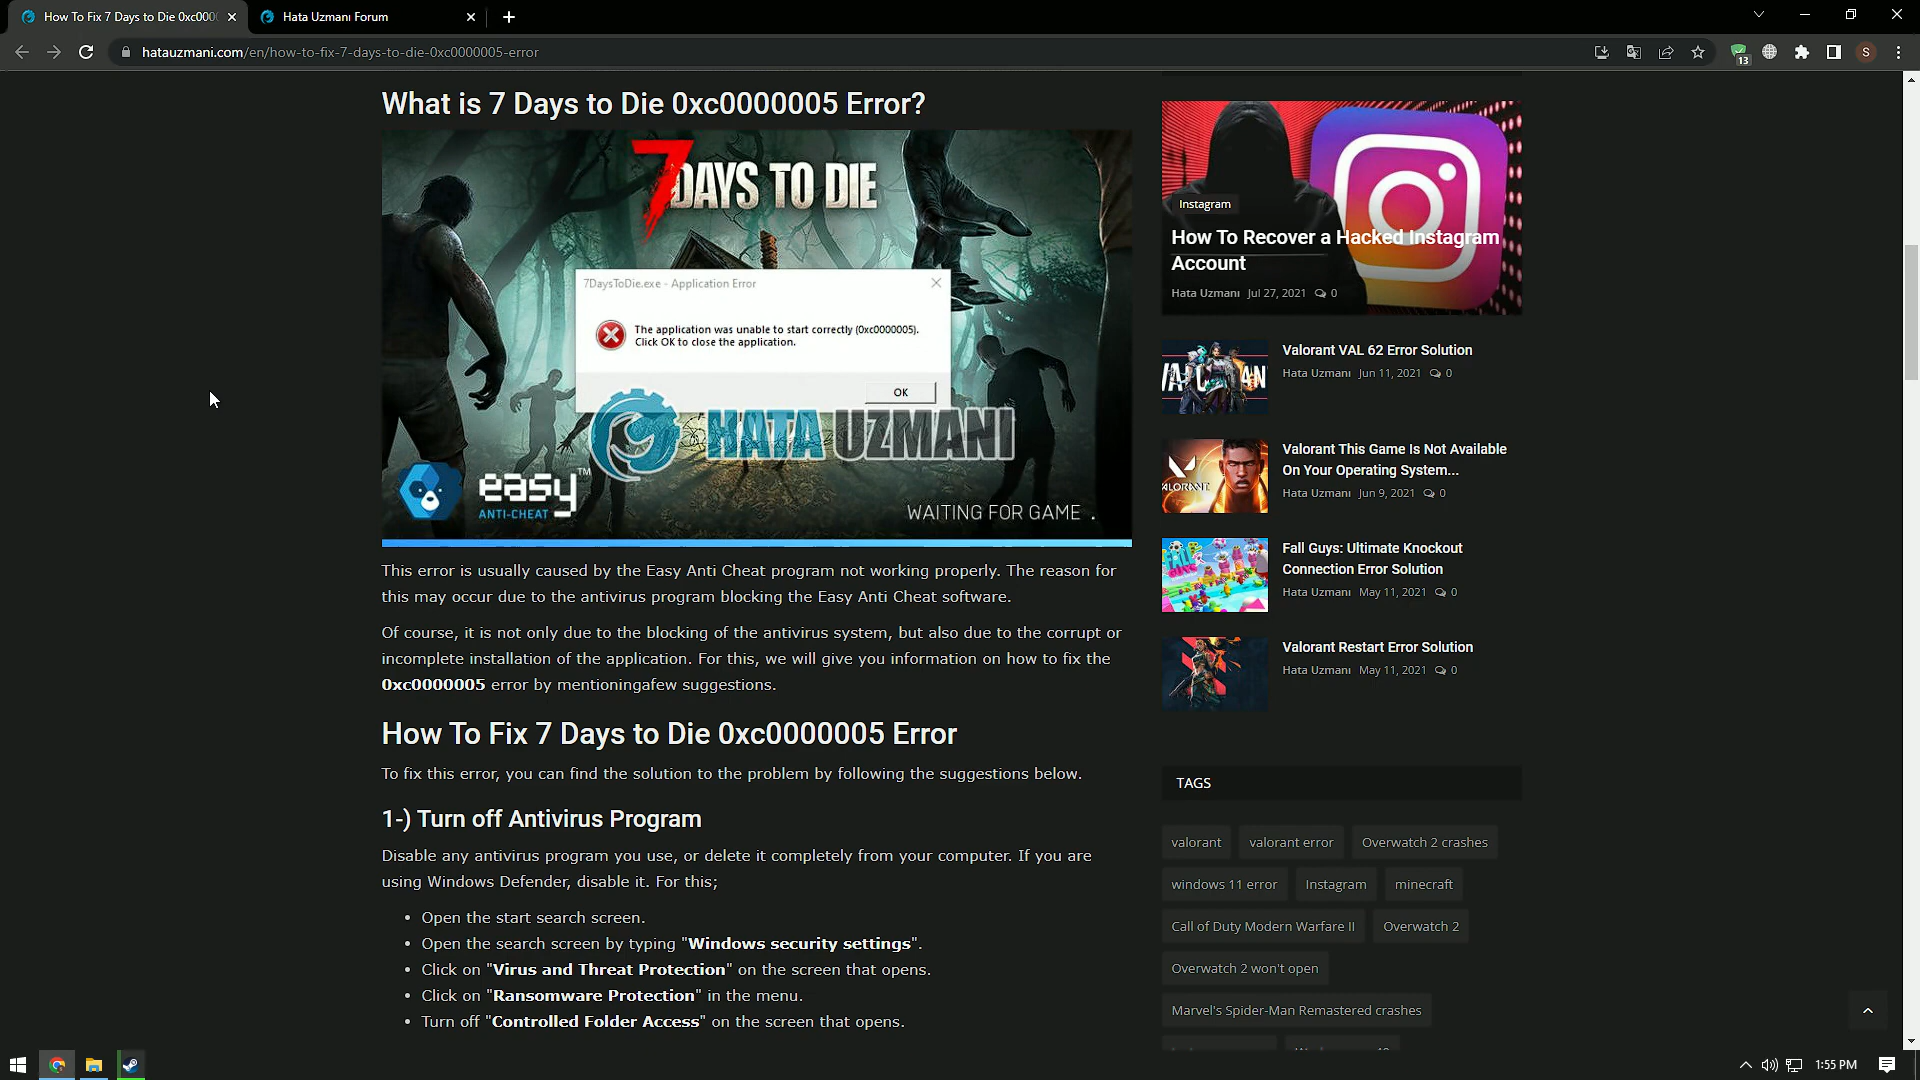 How To Fix 7 Days to Die 0xc000
Hata Uzmanı Forum
hatauzmani.com/en/how-to-fix-7-days-to-die-0xc0000005-error
13
S
What is 7 Days to Die 0xc0000005 Error?
7 DAYS TO DIE
7DaysToDie.exe - Application Error
The application was unable to start correctly (0xc0000005).
Click OK to close the application.
OK
HATA UZMANI
easy™
ANTI-CHEAT
WAITING FOR GAME .
This error is usually caused by the Easy Anti Cheat program not working properly. The reason for
this may occur due to the antivirus program blocking the Easy Anti Cheat software.
Of course, it is not only due to the blocking of the antivirus system, but also due to the corrupt or
incomplete installation of the application. For this, we will give you information on how to fix the
0xc0000005 error by mentioningafew suggestions.
How To Fix 7 Days to Die 0xc0000005 Error
To fix this error, you can find the solution to the problem by following the suggestions below.
1-) Turn off Antivirus Program
Disable any antivirus program you use, or delete it completely from your computer. If you are
using Windows Defender, disable it. For this;
• Open the start search screen.
• Open the search screen by typing "Windows security settings".
• Click on "Virus and Threat Protection" on the screen that opens.
• Click on "Ransomware Protection" in the menu.
• Turn off "Controlled Folder Access" on the screen that opens.
Instagram
How To Recover a Hacked Instagram
Account
Hata Uzmanı Jul 27, 2021 0
Valorant VAL 62 Error Solution
Hata Uzmanı Jun 11, 2021 0
VALORANT
Valorant This Game Is Not Available
On Your Operating System...
Hata Uzmanı Jun 9, 2021 0
Fall Guys: Ultimate Knockout
Connection Error Solution
Hata Uzmanı May 11, 2021 0
Valorant Restart Error Solution
Hata Uzmanı May 11, 2021 0
TAGS
valorant
valorant error
Overwatch 2 crashes
windows 11 error
Instagram
minecraft
Call of Duty Modern Warfare II
Overwatch 2
Overwatch 2 won't open
Marvel's Spider-Man Remastered crashes
1:55 PM